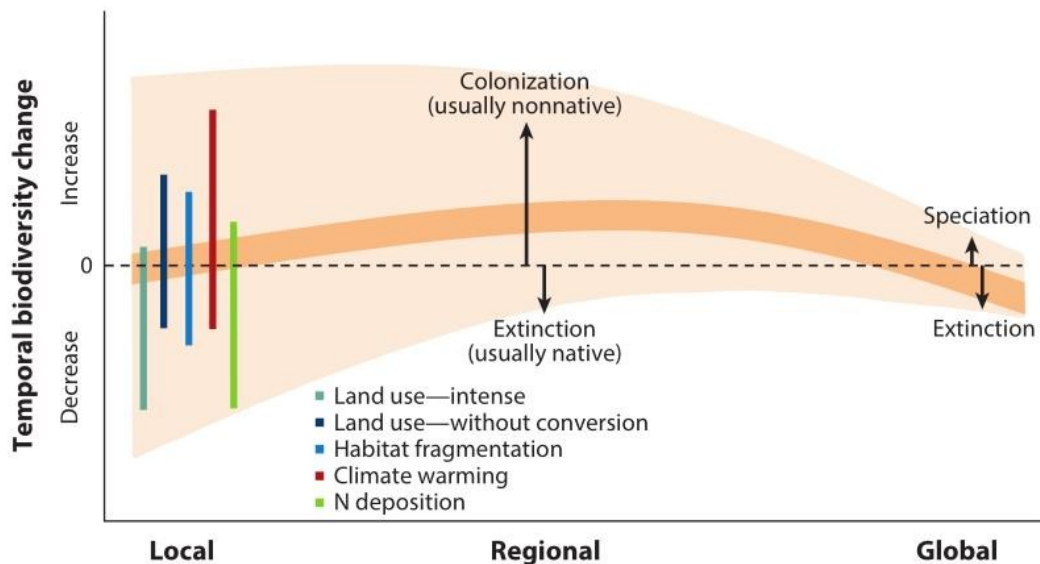 Temporal biodiversity change
Increase
0
Decrease
Colonization
(usually nonnative)
Extinction
(usually native)
Speciation
Extinction
Land use—intense
Land use—without conversion
Habitat fragmentation
Climate warming
N deposition
Local
Regional
Global